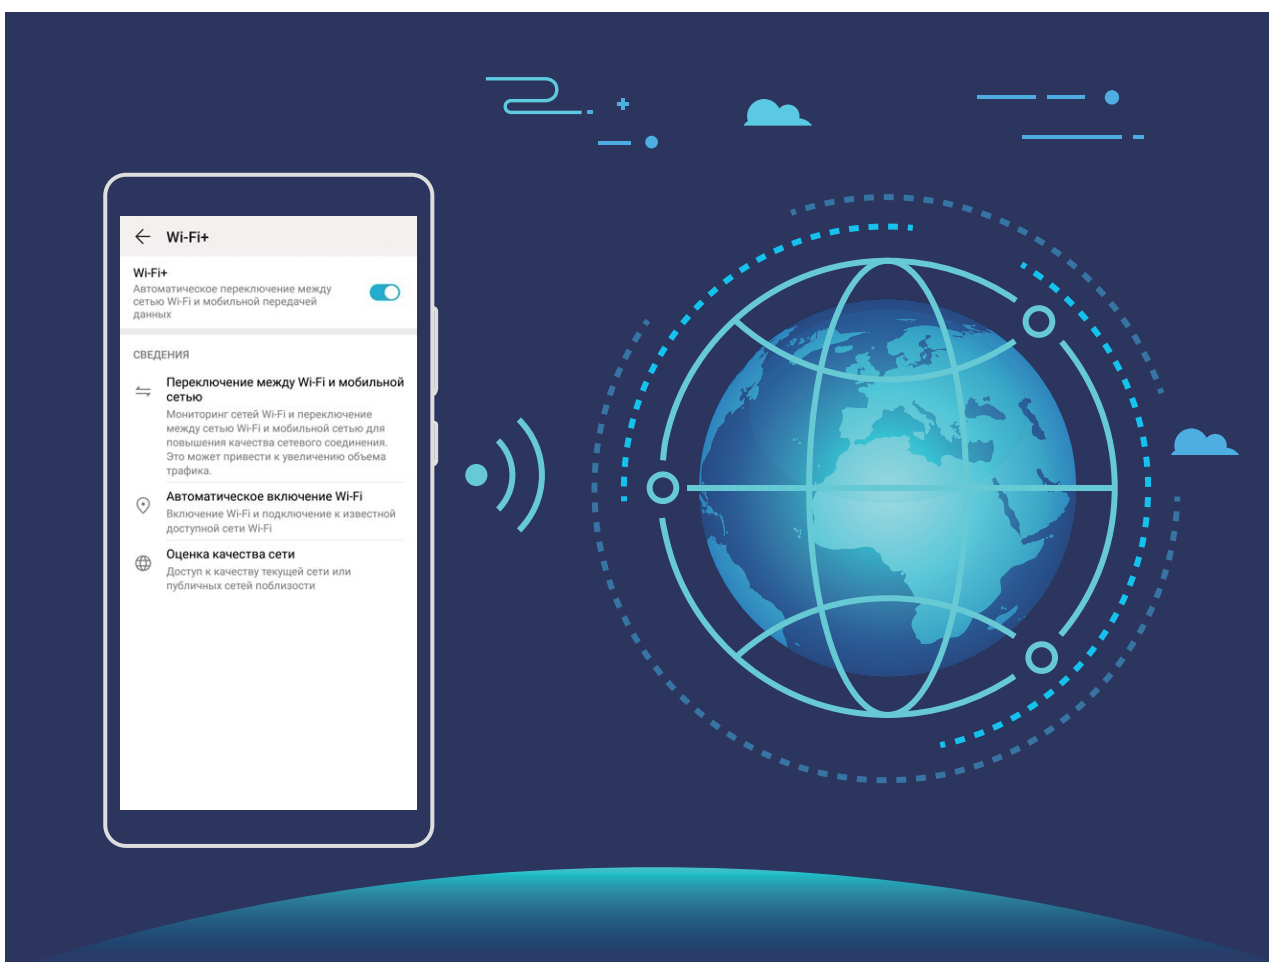 Wi-Fi+
Wi-Fi+
Автоматическое переключение между
сетью Wi-Fi и мобильной передачей
данных
СВЕДЕНИЯ
Переключение между Wi-Fi и мобильной
сетью
Мониторинг сетей Wi-Fi и переключение
между сетью Wi-Fi и мобильной сетью для
повышения качества сетевого соединения.
Это может привести к увеличению объема
трафика.
Автоматическое включение Wi-Fi
Включение Wi-Fi и подключение к известной
доступной сети Wi-Fi
Оценка качества сети
Доступ к качеству текущей сети или
публичных сетей поблизости